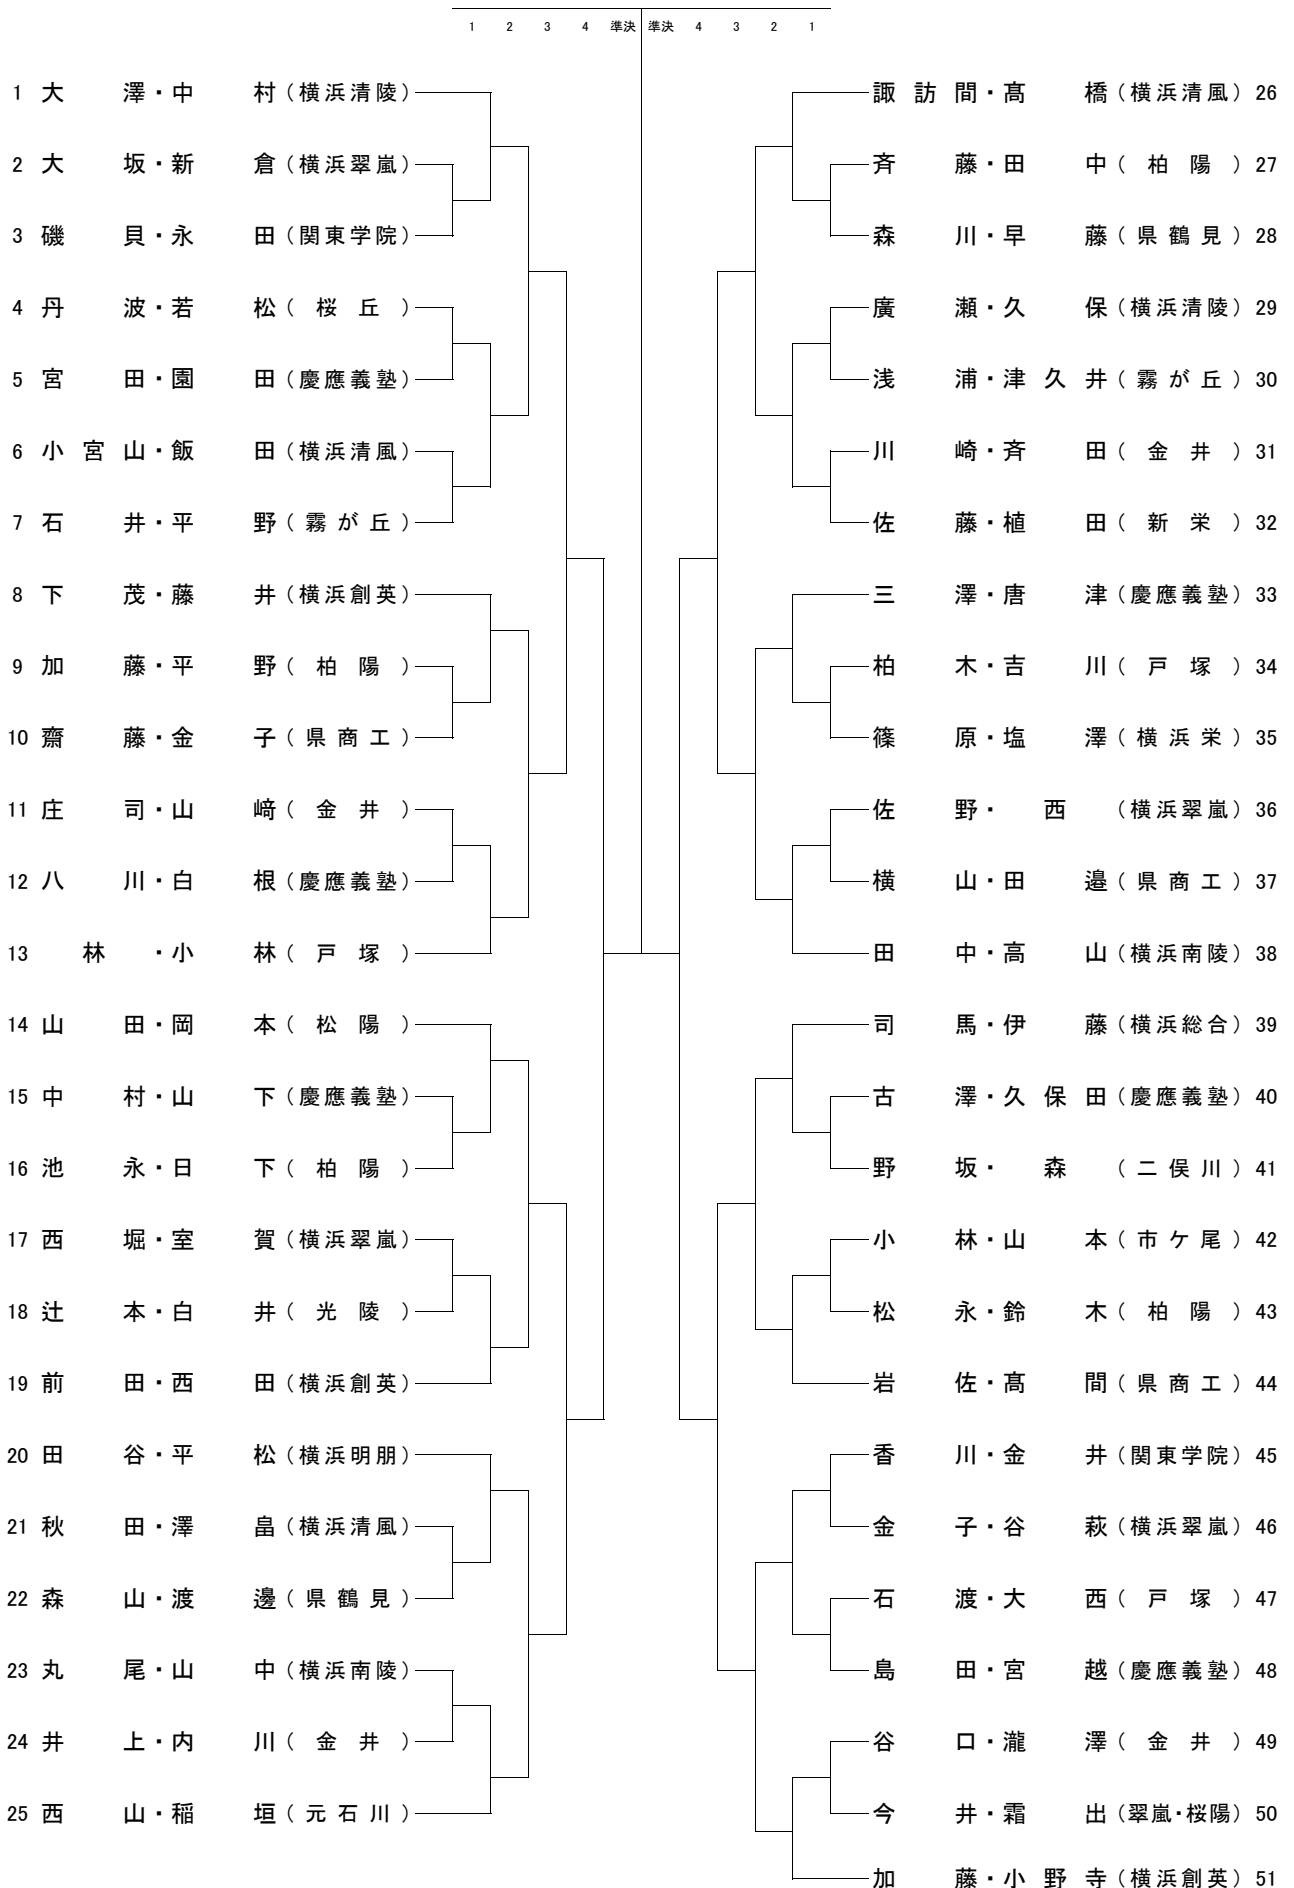 1 2 3 4 準決 準決 4 3 2 1
1 大澤・中村（横浜清陵）
2 大坂・新倉（横浜翠嵐）
3 磯貝・永田（関東学院）
4 丹波・若松（桜丘）
5 宮田・園田（慶應義塾）
6 小宮山・飯田（横浜清風）
7 石井・平野（霧が丘）
8 下茂・藤井（横浜創英）
9 加藤・平野（柏陽）
10 齋藤・金子（県商工）
11 庄司・山﨑（金井）
12 八川・白根（慶應義塾）
13 林・小林（戸塚）
14 山田・岡本（松陽）
15 中村・山下（慶應義塾）
16 池永・日下（柏陽）
17 西堀・室賀（横浜翠嵐）
18 辻本・白井（光陵）
19 前田・西田（横浜創英）
20 田谷・平松（横浜明朋）
21 秋田・澤畠（横浜清風）
22 森山・渡邊（県鶴見）
23 丸尾・山中（横浜南陵）
24 井上・内川（金井）
25 西山・稲垣（元石川）
諏訪間・髙橋（横浜清風）26
斉藤・田中（柏陽）27
森川・早藤（県鶴見）28
廣瀬・久保（横浜清陵）29
浅浦・津久井（霧が丘）30
川崎・斉田（金井）31
佐藤・植田（新栄）32
三澤・唐津（慶應義塾）33
柏木・吉川（戸塚）34
篠原・塩澤（横浜栄）35
佐野・西（横浜翠嵐）36
横山・田邉（県商工）37
田中・高山（横浜南陵）38
司馬・伊藤（横浜総合）39
古澤・久保田（慶應義塾）40
野坂・森（二俣川）41
小林・山本（市ケ尾）42
松永・鈴木（柏陽）43
岩佐・髙間（県商工）44
香川・金井（関東学院）45
金子・谷萩（横浜翠嵐）46
石渡・大西（戸塚）47
島田・宮越（慶應義塾）48
谷口・瀧澤（金井）49
今井・霜出（翠嵐・桜陽）50
加藤・小野寺（横浜創英）51